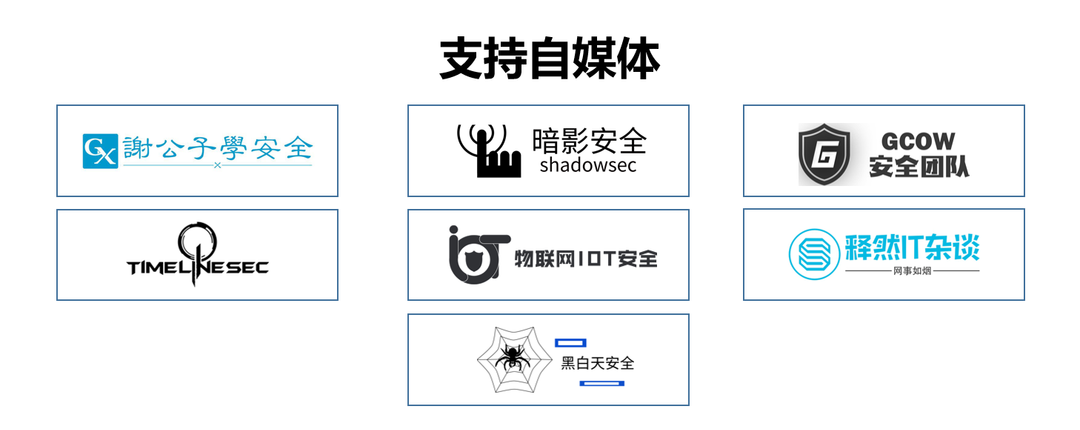 支持自媒体
GX 謝公子學安全
暗影安全
shadowsec
G GCOW
安全团队
TIMELINESEC
IOT 物联网IOT安全
释然IT杂谈
网事如烟
黑白天安全